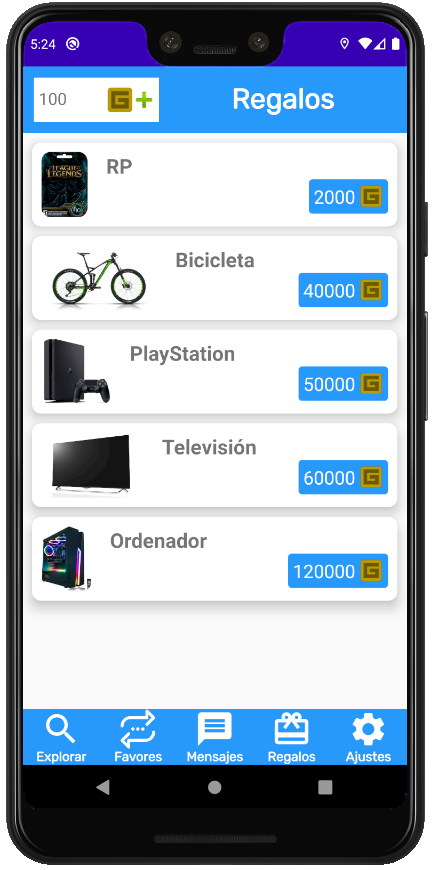 5:24
100
Regalos
RP
LEAGUE OF
LEGENDS
2000
Bicicleta
40000
PlayStation
50000
Televisión
60000
Ordenador
120000
Explorar
Favores
Mensajes
Regalos
Ajustes